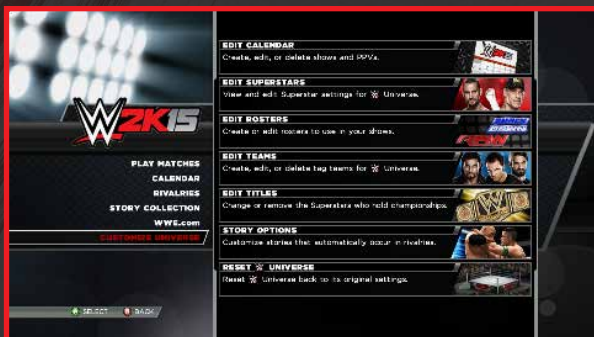 W 2K15
PLAY MATCHES
CALENDAR
RIVALRIES
STORY COLLECTION
WWE.com
CUSTOMIZE UNIVERSE
EDIT CALENDAR
Create, edit, or delete shows and PPVs.
EDIT SUPERSTARS
View and edit Superstar settings for W Universe.
EDIT ROSTERS
Create or edit rosters to use in your shows.
EDIT TEAMS
Create, edit, or delete tag teams for W Universe.
EDIT TITLES
Change or remove the Superstars who hold championships.
STORY OPTIONS
Customize stories that automatically occur in rivalries.
RESET W UNIVERSE
Reset W Universe back to its original settings.
RAW
A SELECT B BACK